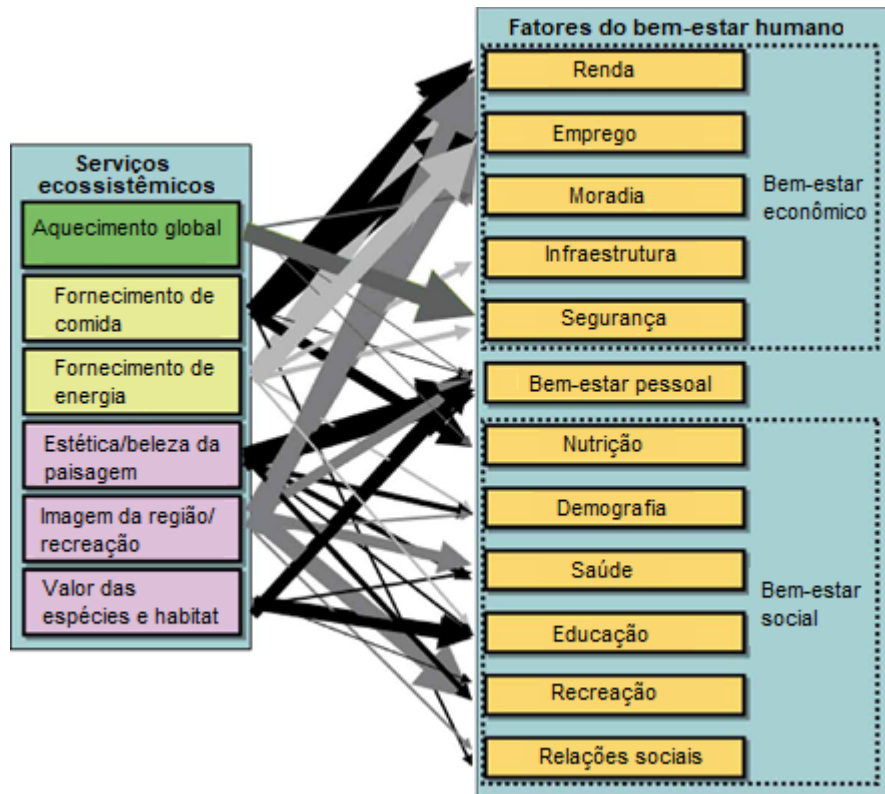 Serviços
ecossistêmicos
Aquecimento global
Fornecimento de
comida
Fornecimento de
energia
Estética/beleza da
paisagem
Imagem da região/
recreação
Valor das
espécies e habitat
Fatores do bem-estar humano
Renda
Emprego
Moradia
Infraestrutura
Segurança
Bem-estar
econômico
Bem-estar pessoal
Nutrição
Demografia
Saúde
Educação
Recreação
Relações sociais
Bem-estar
social